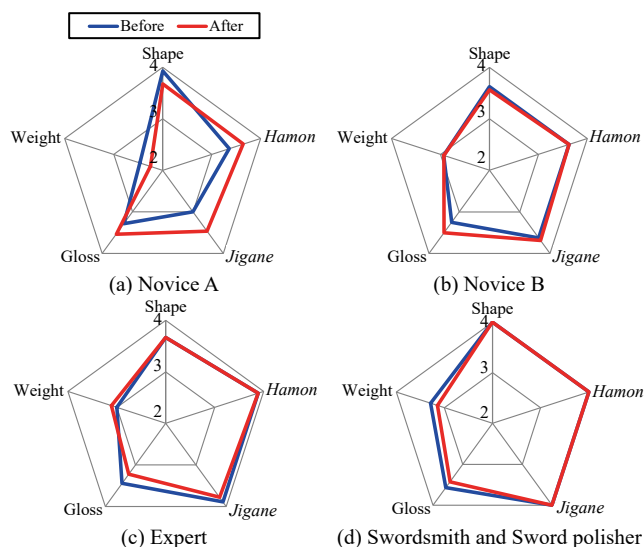 Before After
Shape
4
3
2
Hamon
Jigane
Gloss
Weight
(a) Novice A
Shape
4
3
2
Hamon
Jigane
Gloss
Weight
(b) Novice B
Shape
4
3
2
Hamon
Jigane
Gloss
Weight
(c) Expert
Shape
4
3
2
Hamon
Jigane
Gloss
Weight
(d) Swordsmith and Sword polisher